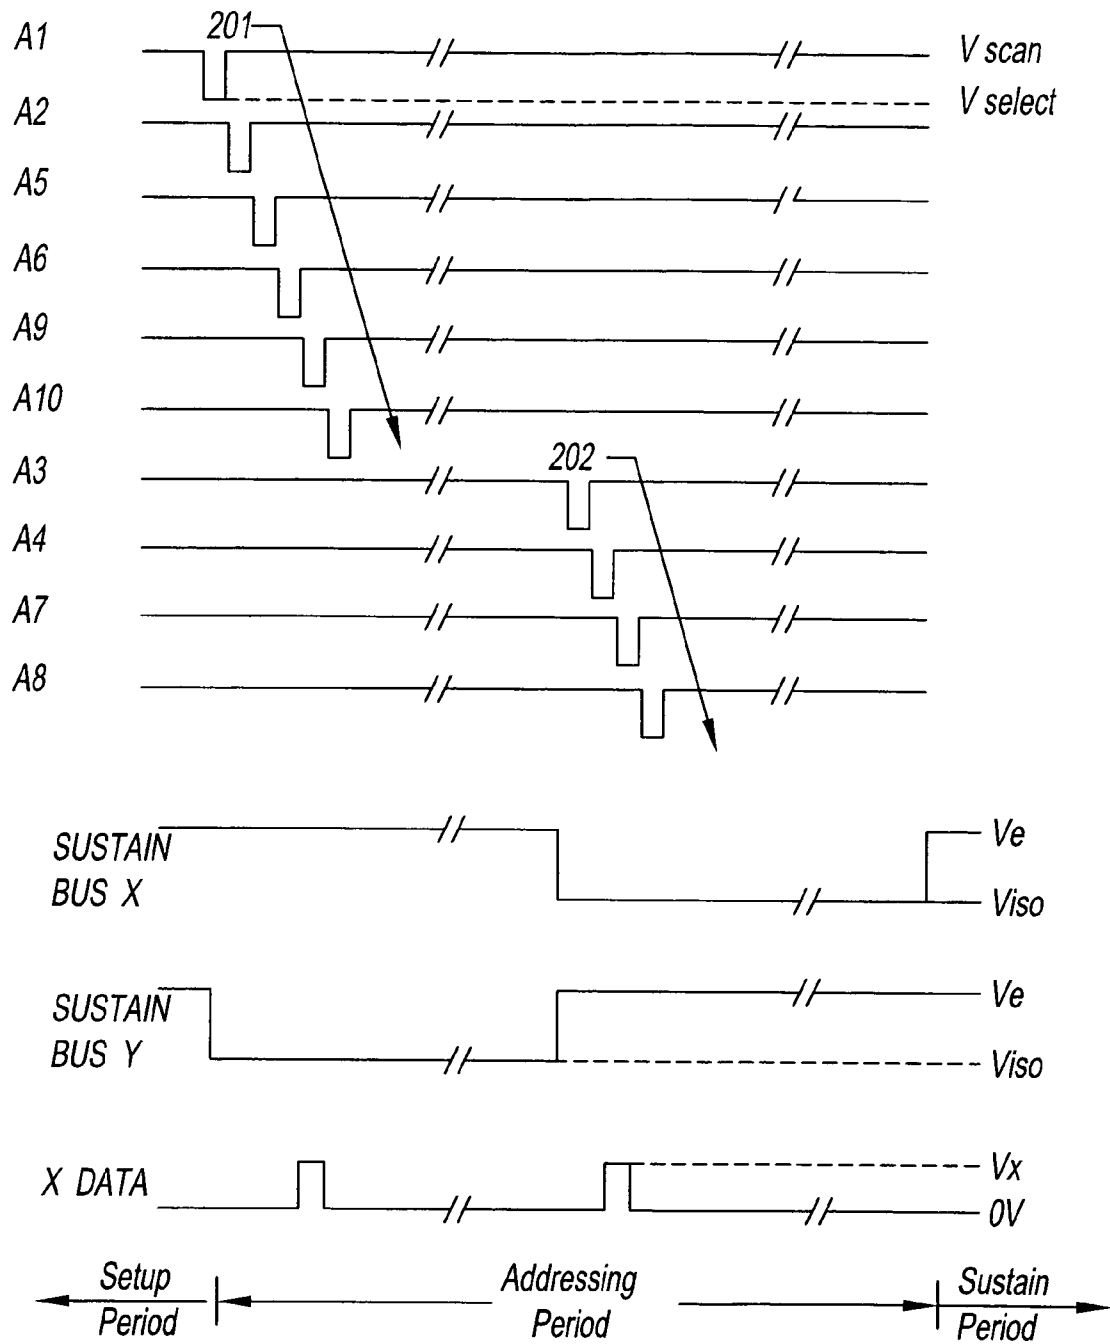 A1
201
V scan
V select
A2
A5
A6
A9
A10
A3
202
A4
A7
A8
SUSTAIN
BUS X
Ve
Viso
SUSTAIN
BUS Y
Ve
Viso
X DATA
Vx
0V
Setup
Period
Addressing
Period
Sustain
Period